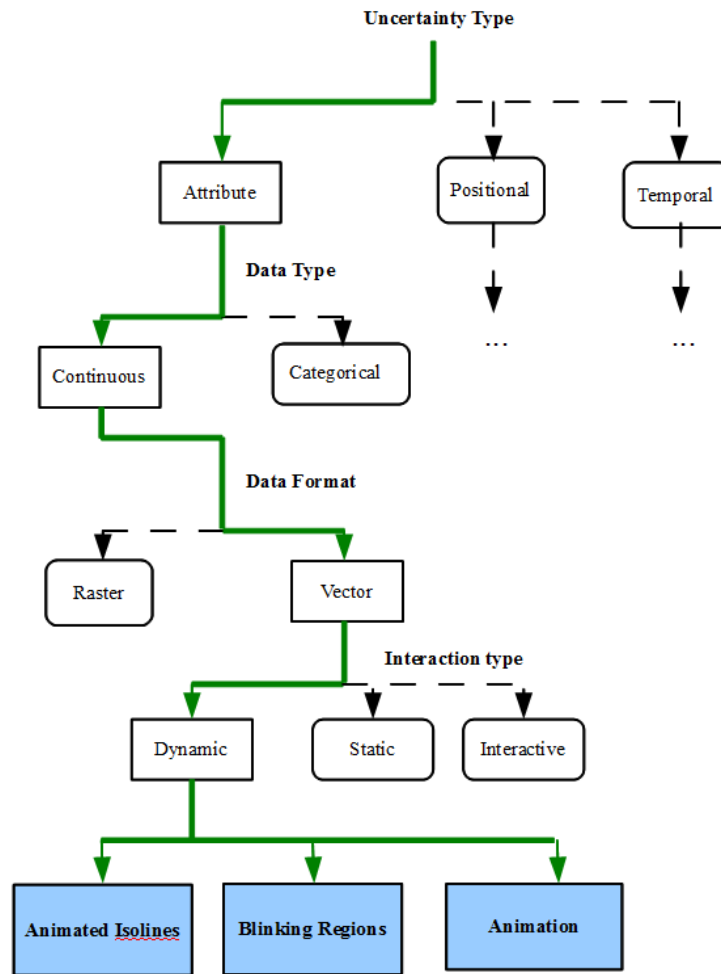 Uncertainty Type
Attribute
Positional
Temporal
Data Type
...
...
Continuous
Categorical
Data Format
Raster
Vector
Interaction type
Dynamic
Static
Interactive
Animated Isolines
Blinking Regions
Animation